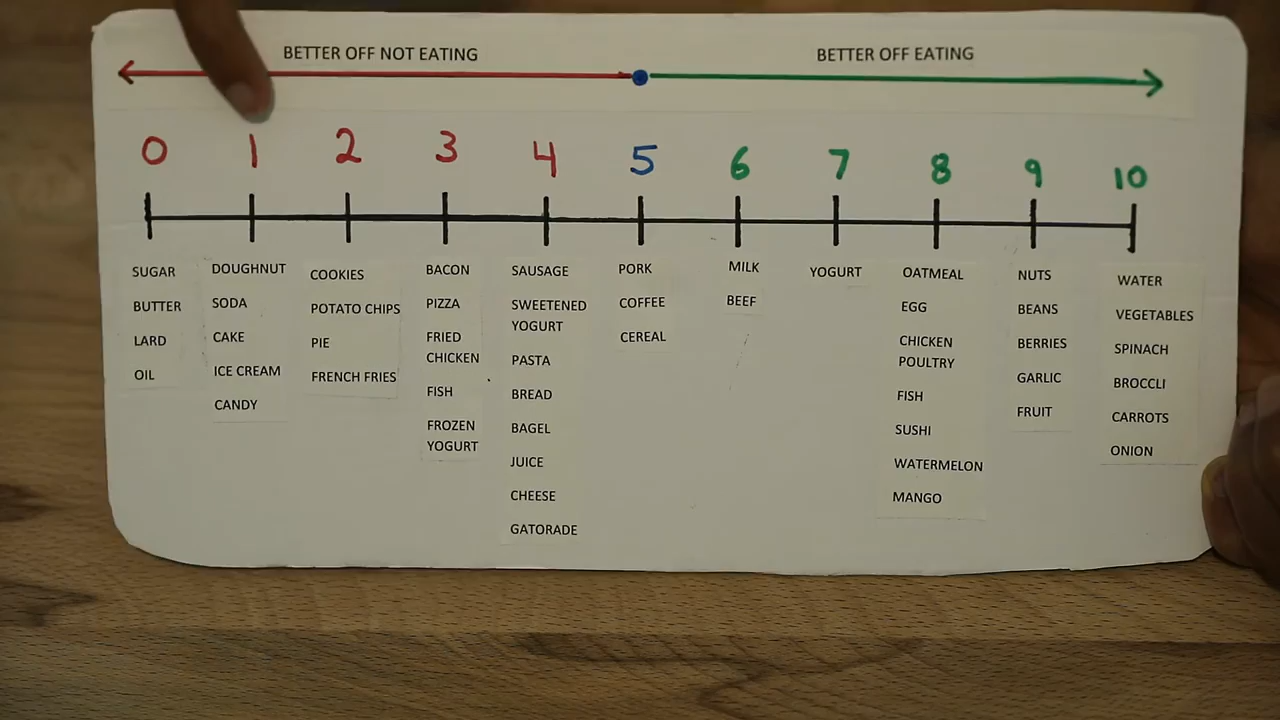 BETTER OFF NOT EATING
BETTER OFF EATING
0 1 2 3 4 5 6 7 8 9 10
SUGAR
BUTTER
LARD
OIL
DOUGHNUT
SODA
CAKE
ICE CREAM
CANDY
COOKIES
POTATO CHIPS
PIE
FRENCH FRIES
BACON
PIZZA
FRIED
CHICKEN
FISH
FROZEN
YOGURT
SAUSAGE
SWEETENED
YOGURT
PASTA
BREAD
BAGEL
JUICE
CHEESE
GATORADE
PORK
COFFEE
CEREAL
MILK
BEEF
YOGURT
OATMEAL
EGG
CHICKEN
POULTRY
FISH
SUSHI
WATERMELON
MANGO
NUTS
BEANS
BERRIES
GARLIC
FRUIT
WATER
VEGETABLES
SPINACH
BROCCLI
CARROTS
ONION